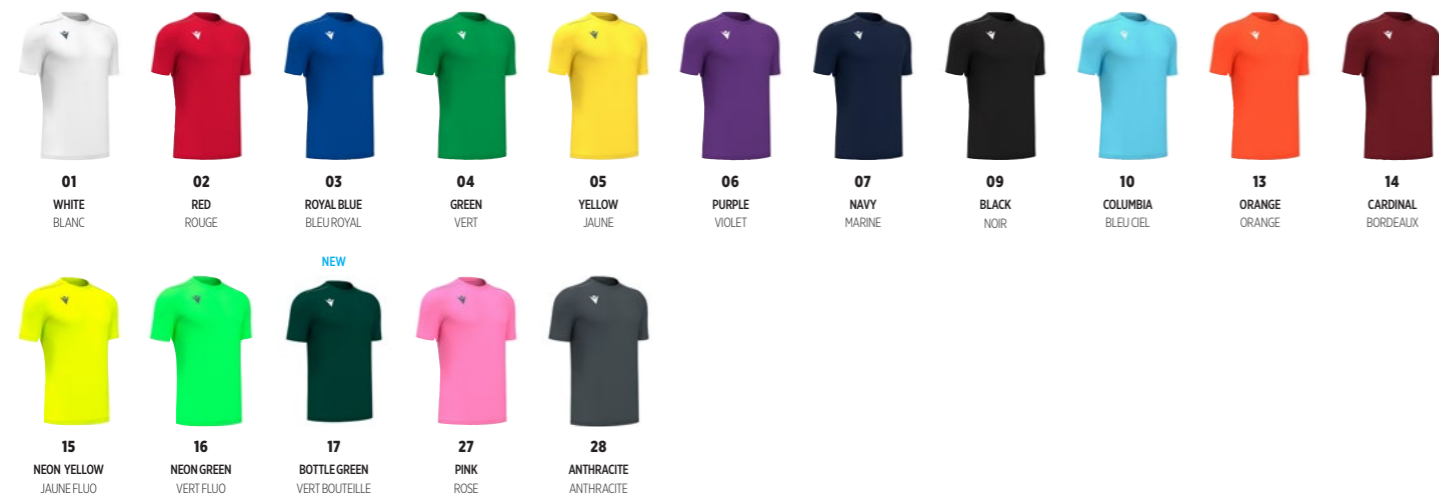 01 02 03 04 05 06 07 09 10 13 14
WHITE RED ROYAL BLUE GREEN YELLOW PURPLE NAVY BLACK COLUMBIA ORANGE CARDINAL
BLANC ROUGE BLEU ROYAL VERT JAUNE VIOLET MARINE NOIR BLEU CIEL ORANGE BORDEAUX
NEW
15 16 17 27 28
NEON YELLOW NEON GREEN BOTTLE GREEN PINK ANTHRACITE
JAUNE FLUO VERT FLUO VERT BOUTEILLE ROSE ANTHRACITE